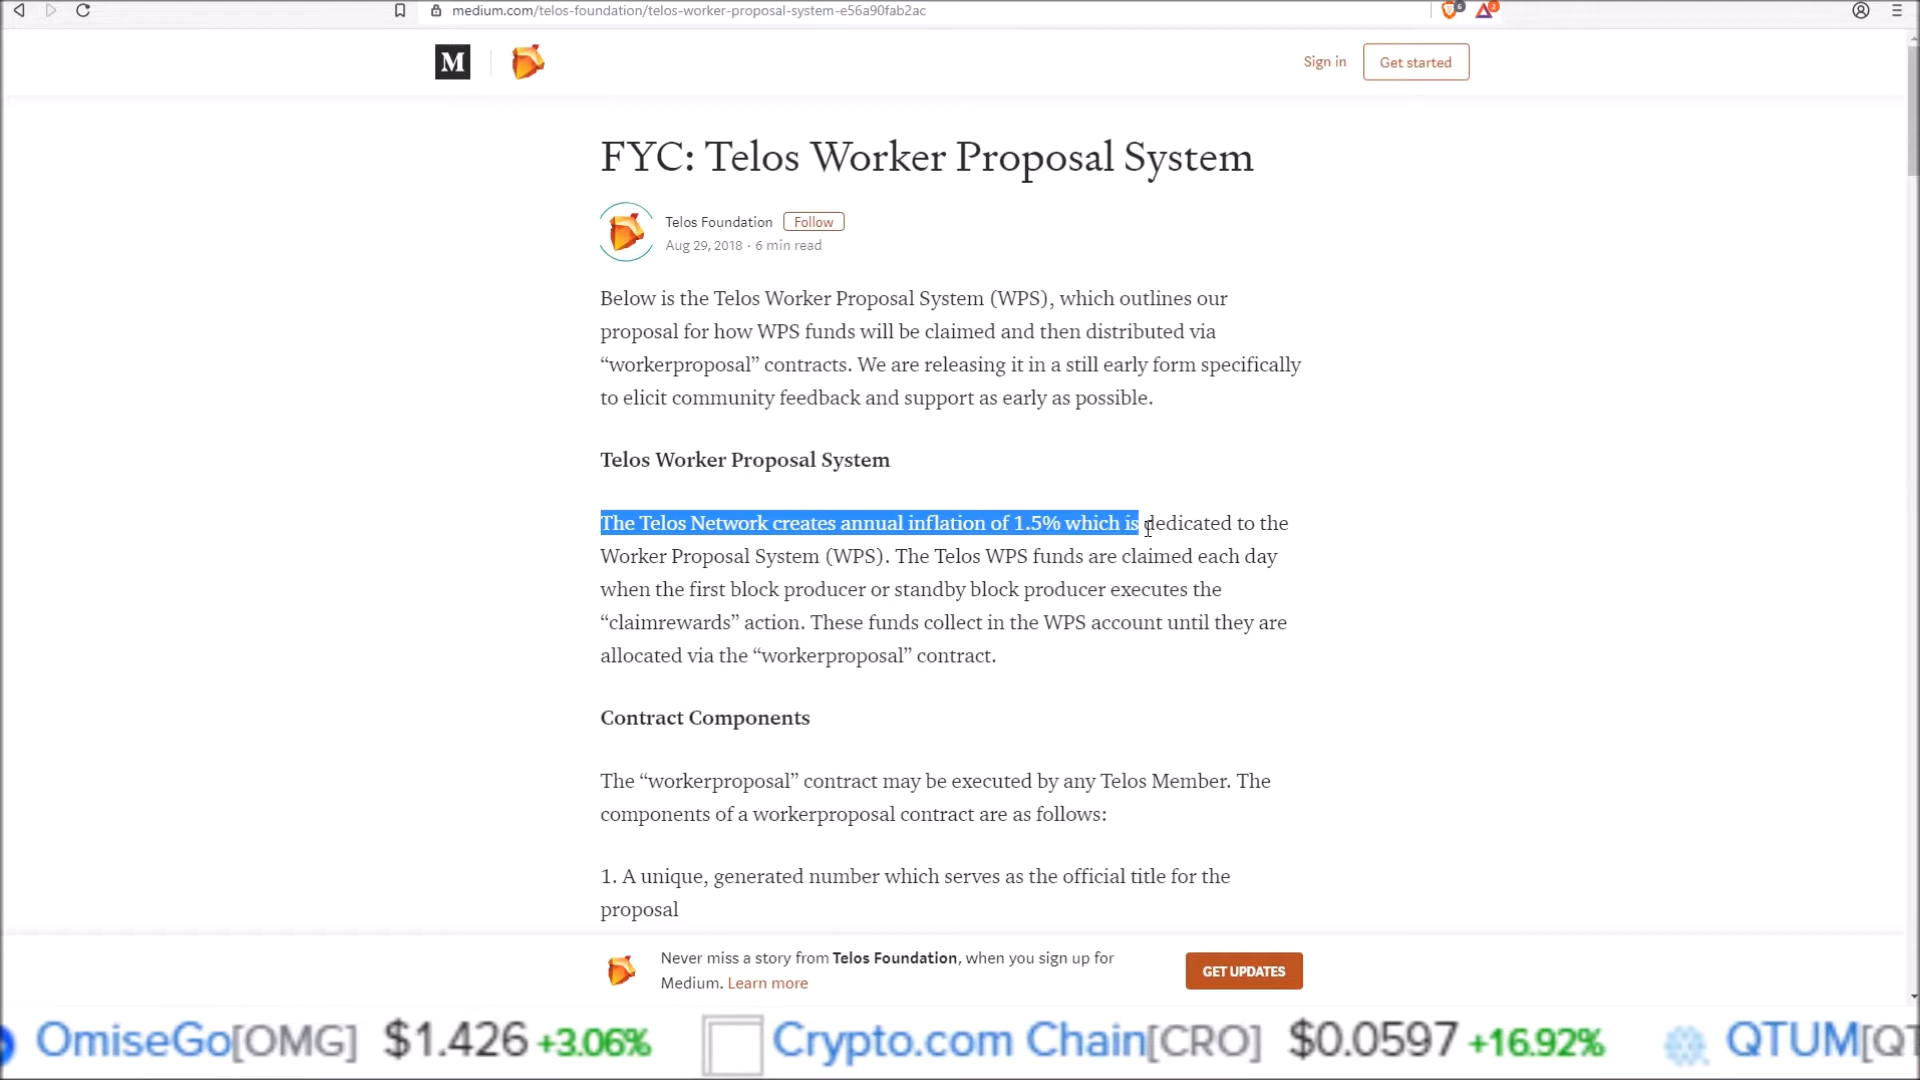 medium.com/telos-foundation/telos-worker-proposal-system-e56a90fab2ac
6
2
M
Sign in
Get started
FYC: Telos Worker Proposal System
Telos Foundation
Follow
Aug 29, 2018 · 6 min read
Below is the Telos Worker Proposal System (WPS), which outlines our
proposal for how WPS funds will be claimed and then distributed via
“workerproposal” contracts. We are releasing it in a still early form specifically
to elicit community feedback and support as early as possible.
Telos Worker Proposal System
The Telos Network creates annual inflation of 1.5% which is dedicated to the
Worker Proposal System (WPS). The Telos WPS funds are claimed each day
when the first block producer or standby block producer executes the
“claimrewards” action. These funds collect in the WPS account until they are
allocated via the “workerproposal” contract.
Contract Components
The “workerproposal” contract may be executed by any Telos Member. The
components of a workerproposal contract are as follows:
1. A unique, generated number which serves as the official title for the
proposal
Never miss a story from Telos Foundation, when you sign up for
Medium. Learn more
GET UPDATES
OmiseGo[OMG] $1.426 +3.06% Crypto.com Chain[CRO] $0.0597 +16.92% QTUM[QT